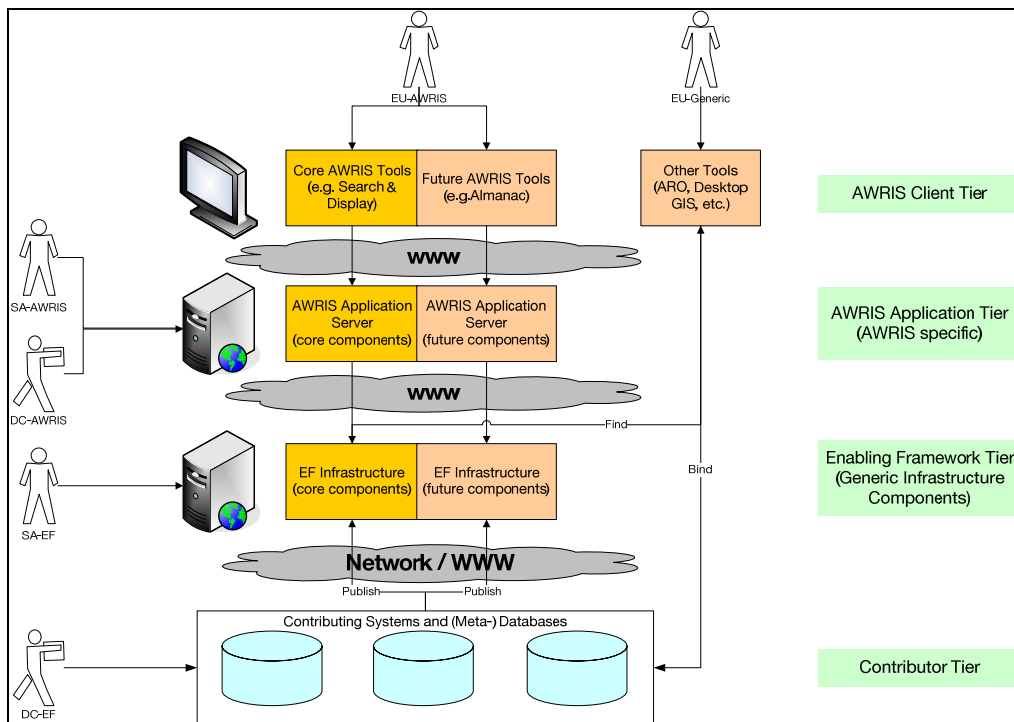 EU-AWRIS
EU-Generic
Core AWRIS Tools
(e.g. Search &
Display)
Future AWRIS Tools
(e.g.Almanac)
Other Tools
(ARO, Desktop
GIS, etc.)
AWRIS Client Tier
www
SA-AWRIS
AWRIS Application
Server
(core components)
AWRIS Application
Server
(future components)
AWRIS Application Tier
(AWRIS specific)
www
DC-AWRIS
Find
Bind
EF Infrastructure
(core components)
EF Infrastructure
(future components)
Enabling Framework Tier
(Generic Infrastructure
Components)
SA-EF
Network / WWW
Publish
Publish
Contributing Systems and (Meta-) Databases
Contributor Tier
DC-EF